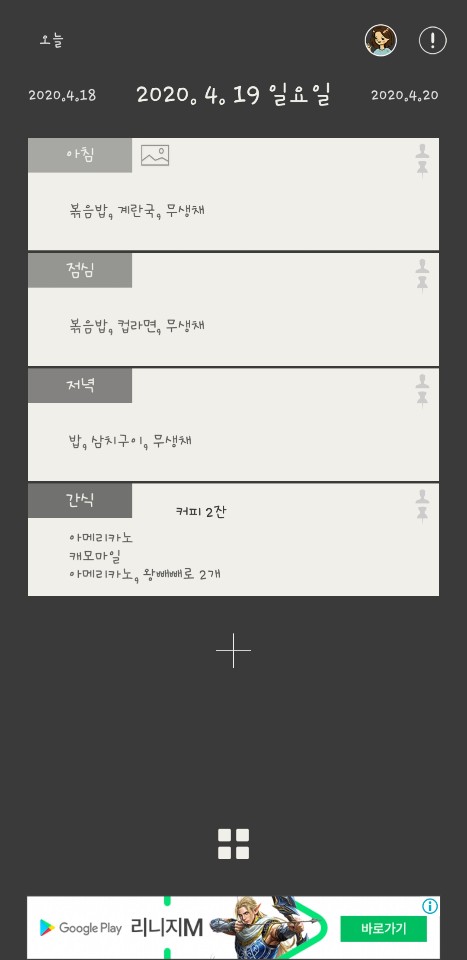 오늘
2020.4.18
2020. 4. 19 일요일
2020.4.20
아침
볶음밥, 계란국, 무생채
점심
볶음밥, 컵라면, 무생채
저녁
밥, 삼치구이, 무생채
간식
커피 2잔
아메리카노
캐모마일
아메리카노, 왕빼빼로 2개
Google Play
리니지M
바로가기